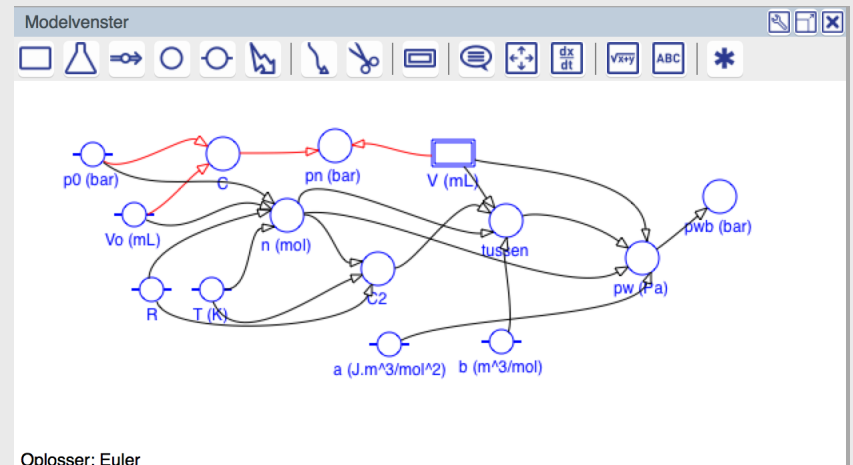 Modelvenster
dx
dt
√x+y
ABC
p0 (bar)
C
pn (bar)
V (mL)
Vo (mL)
n (mol)
tussen
pwb (bar)
R
T (K)
C2
pw (Pa)
a (J.m^3/mol^2)
b (m^3/mol)
Oplosser: Euler